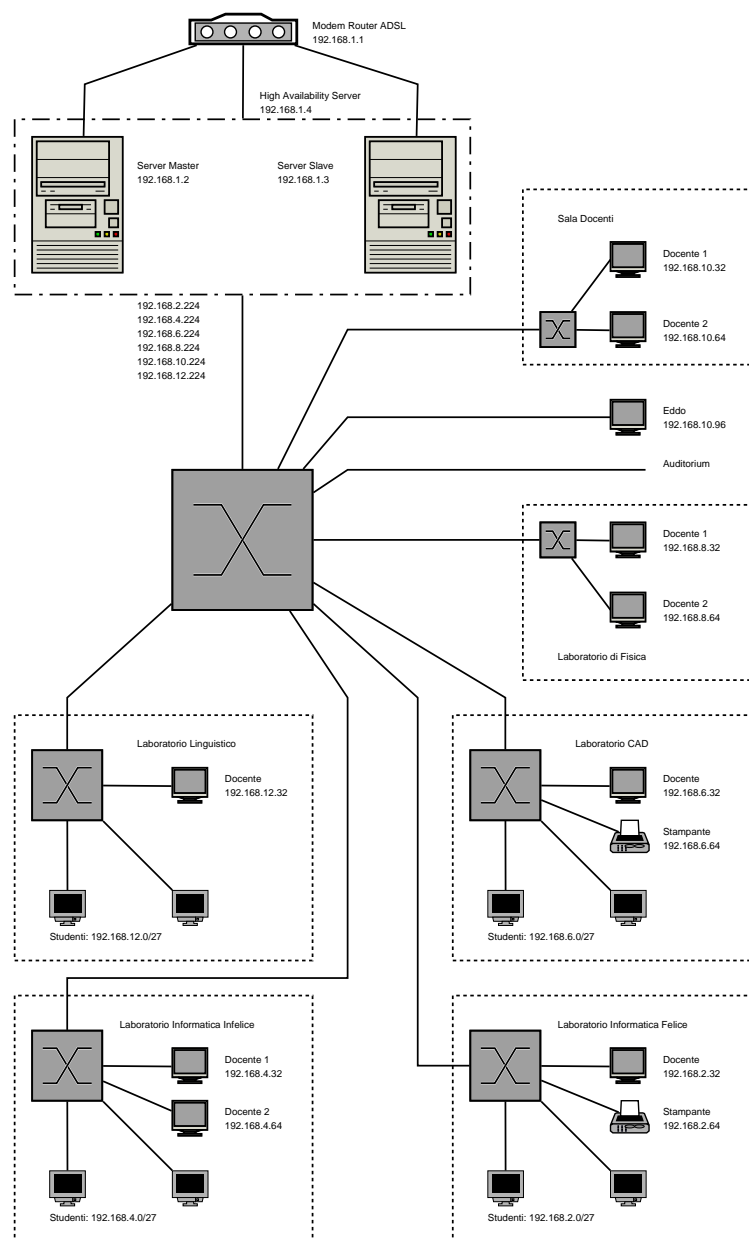 Modem Router ADSL
192.168.1.1
High Availability Server
192.168.1.4
Server Master
192.168.1.2
Server Slave
192.168.1.3
192.168.2.224
192.168.4.224
192.168.6.224
192.168.8.224
192.168.10.224
192.168.12.224
Sala Docenti
Docente 1
192.168.10.32
Docente 2
192.168.10.64
Eddo
192.168.10.96
Auditorium
Docente 1
192.168.8.32
Docente 2
192.168.8.64
Laboratorio di Fisica
Laboratorio Linguistico
Docente
192.168.12.32
Studenti: 192.168.12.0/27
Laboratorio CAD
Docente
192.168.6.32
Stampante
192.168.6.64
Studenti: 192.168.6.0/27
Laboratorio Informatica Infelice
Docente 1
192.168.4.32
Docente 2
192.168.4.64
Studenti: 192.168.4.0/27
Laboratorio Informatica Felice
Docente
192.168.2.32
Stampante
192.168.2.64
Studenti: 192.168.2.0/27